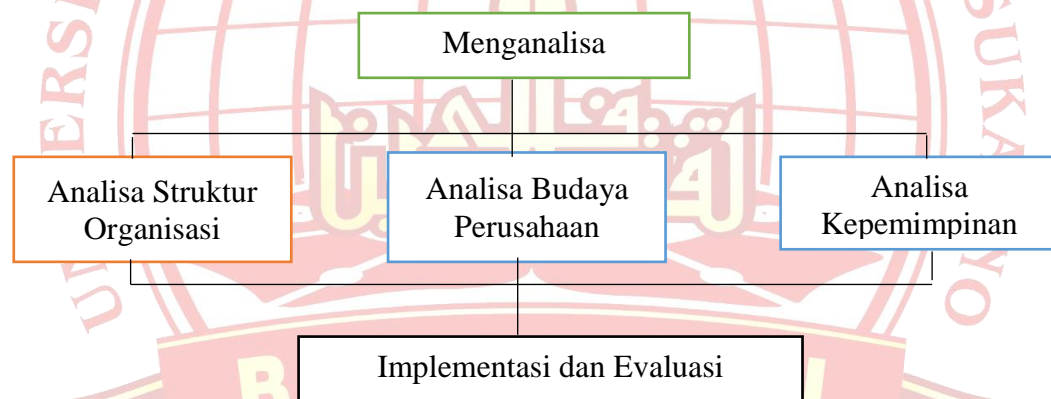 Menganalisa
Analisa Struktur
Organisasi
Analisa Budaya
Perusahaan
Analisa
Kepemimpinan
Implementasi dan Evaluasi